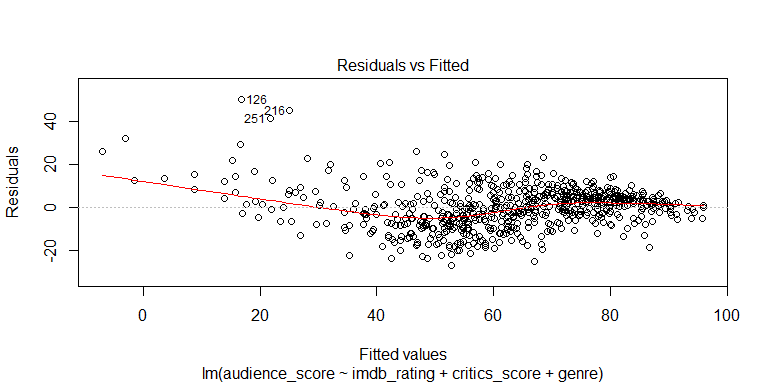 Residuals vs Fitted
Residuals
40
20
0
-20
126
216
251
0 20 40 60 80 100
Fitted values
lm(audience_score ~ imdb_rating + critics_score + genre)